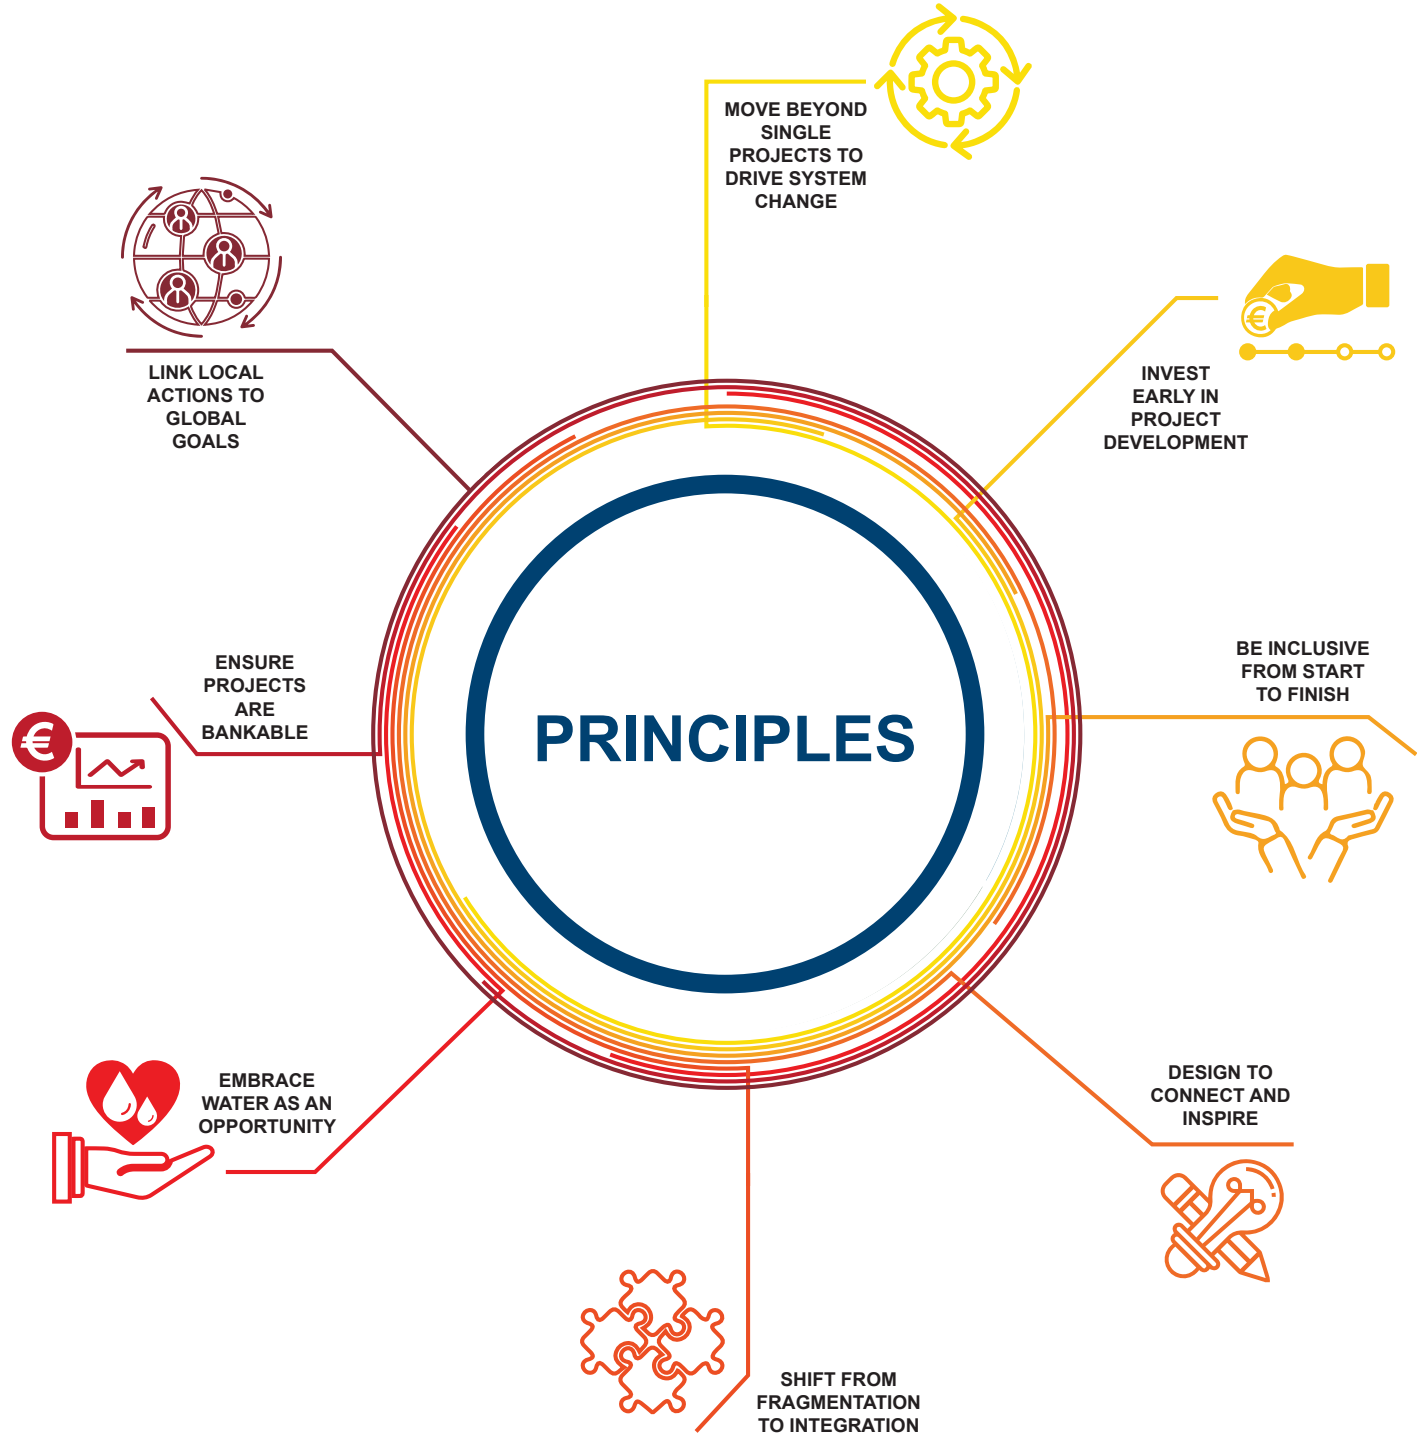 MOVE BEYOND
SINGLE
PROJECTS TO
DRIVE SYSTEM
CHANGE
INVEST
EARLY IN
PROJECT
DEVELOPMENT
BE INCLUSIVE
FROM START
TO FINISH
DESIGN TO
CONNECT AND
INSPIRE
SHIFT FROM
FRAGMENTATION
TO INTEGRATION
EMBRACE
WATER AS AN
OPPORTUNITY
ENSURE
PROJECTS
ARE
BANKABLE
LINK LOCAL
ACTIONS TO
GLOBAL
GOALS
PRINCIPLES
€
€